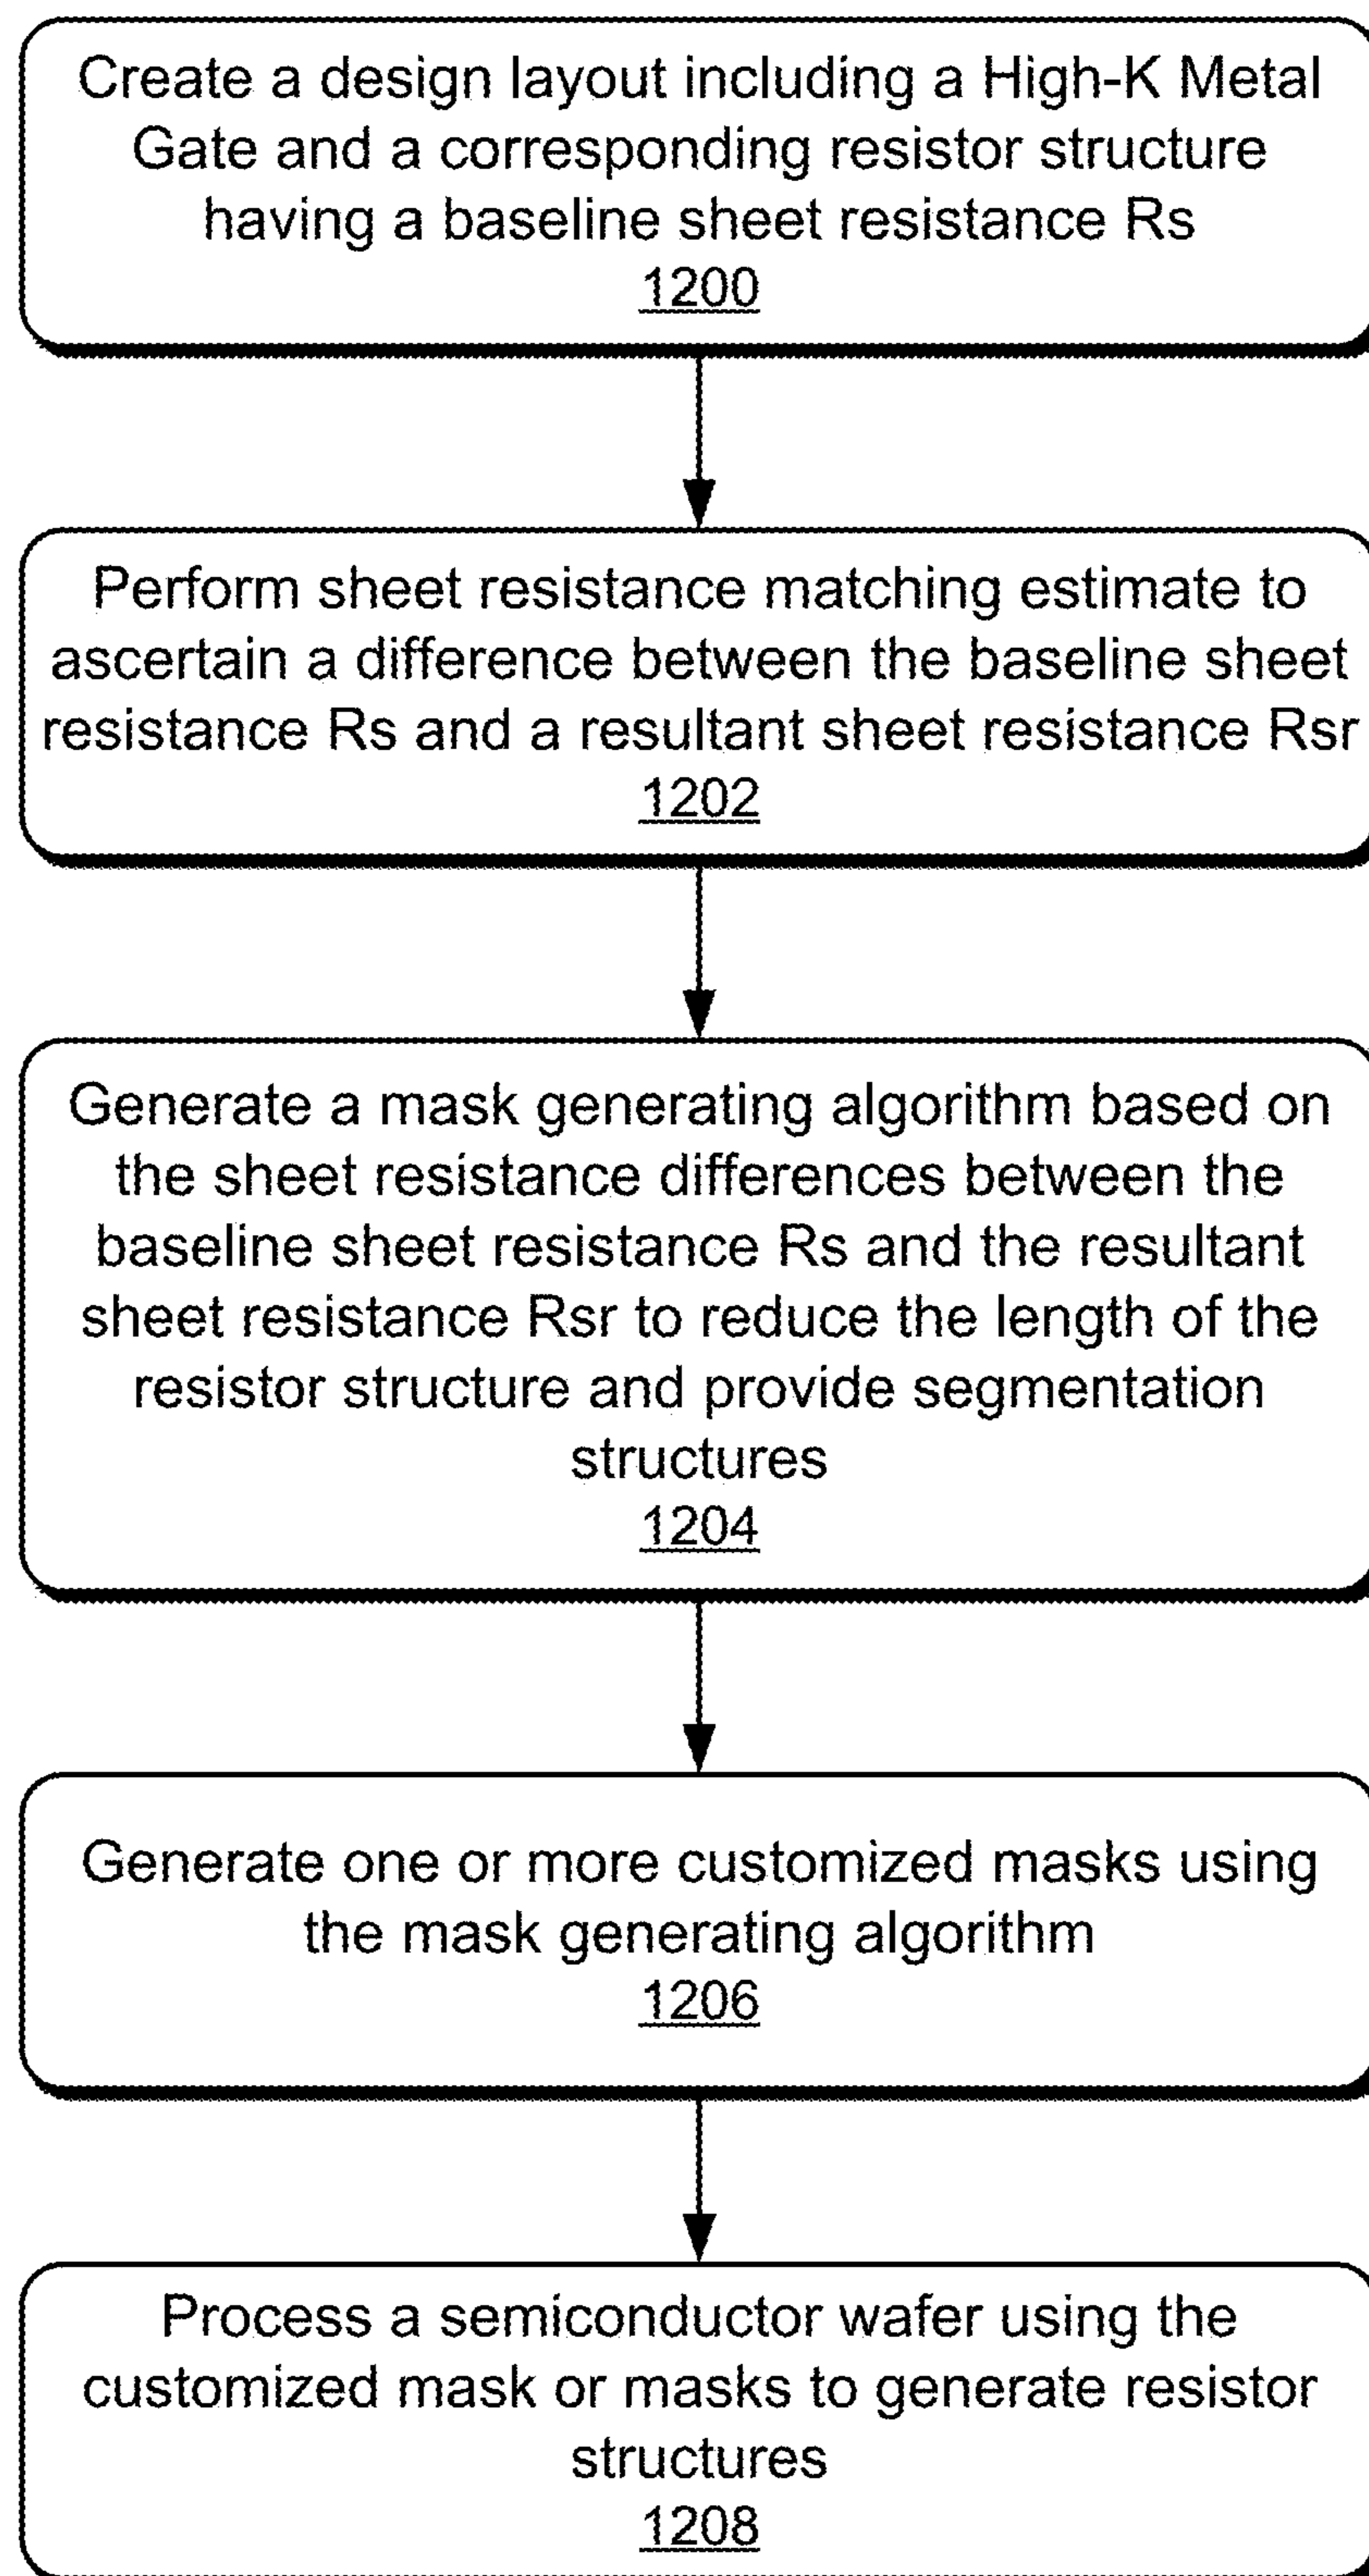 Create a design layout including a High-K Metal
Gate and a corresponding resistor structure
having a baseline sheet resistance Rs
1200
Perform sheet resistance matching estimate to
ascertain a difference between the baseline sheet
resistance Rs and a resultant sheet resistance Rsr
1202
Generate a mask generating algorithm based on
the sheet resistance differences between the
baseline sheet resistance Rs and the resultant
sheet resistance Rsr to reduce the length of the
resistor structure and provide segmentation
structures
1204
Generate one or more customized masks using
the mask generating algorithm
1206
Process a semiconductor wafer using the
customized mask or masks to generate resistor
structures
1208